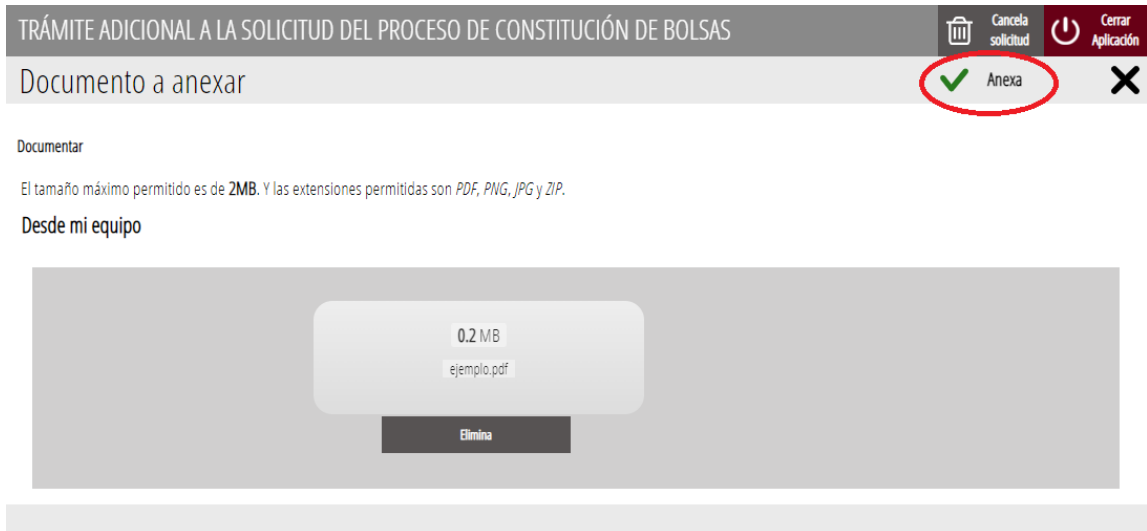 TRÁMITE ADICIONAL A LA SOLICITUD DEL PROCESO DE CONSTITUCIÓN DE BOLSAS
Cancela
solicitud
Cerrar
Aplicación
Documento a anexar
Anexa
Documentar
El tamaño máximo permitido es de 2MB. Y las extensiones permitidas son PDF, PNG, JPG y ZIP.
Desde mi equipo
0.2 MB
ejemplo.pdf
Elimina